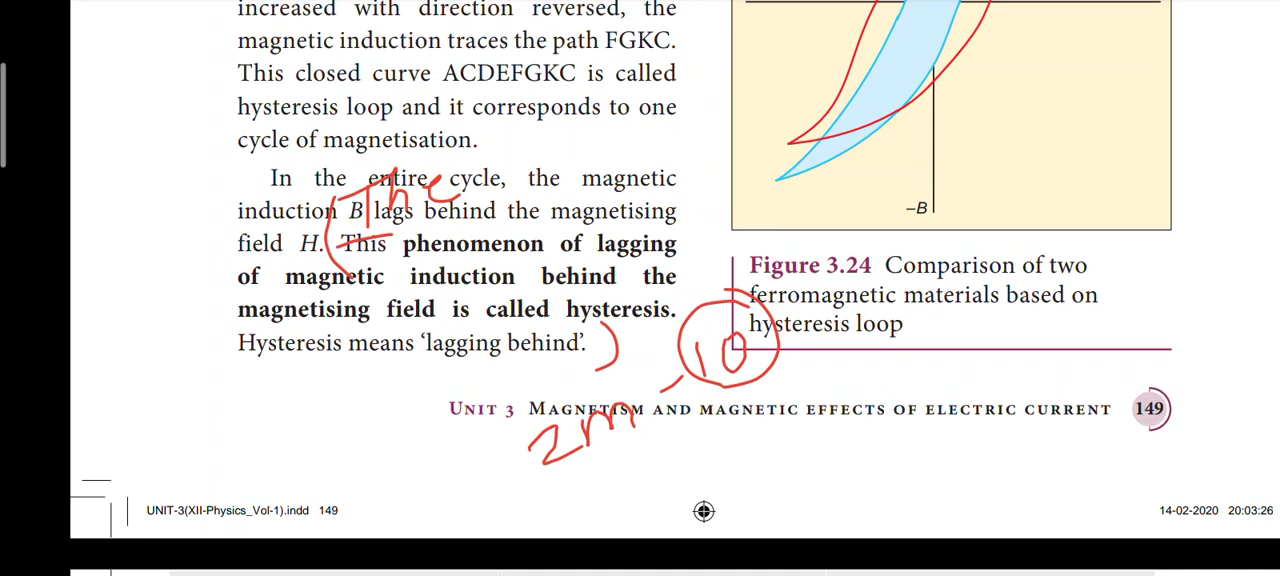 increased with direction reversed, the
magnetic induction traces the path FGKC.
This closed curve ACDEFGKC is called
hysteresis loop and it corresponds to one
cycle of magnetisation.
In the entire cycle, the magnetic
The
induction B lags behind the magnetising
field H. This phenomenon of lagging
of magnetic induction behind the
magnetising field is called hysteresis.
Hysteresis means ‘lagging behind’.
–B
Figure 3.24 Comparison of two
ferromagnetic materials based on
hysteresis loop
10
2m
UNIT 3 MAGNETISM AND MAGNETIC EFFECTS OF ELECTRIC CURRENT 149
UNIT-3(XII-Physics_Vol-1).indd 149
14-02-2020 20:03:26